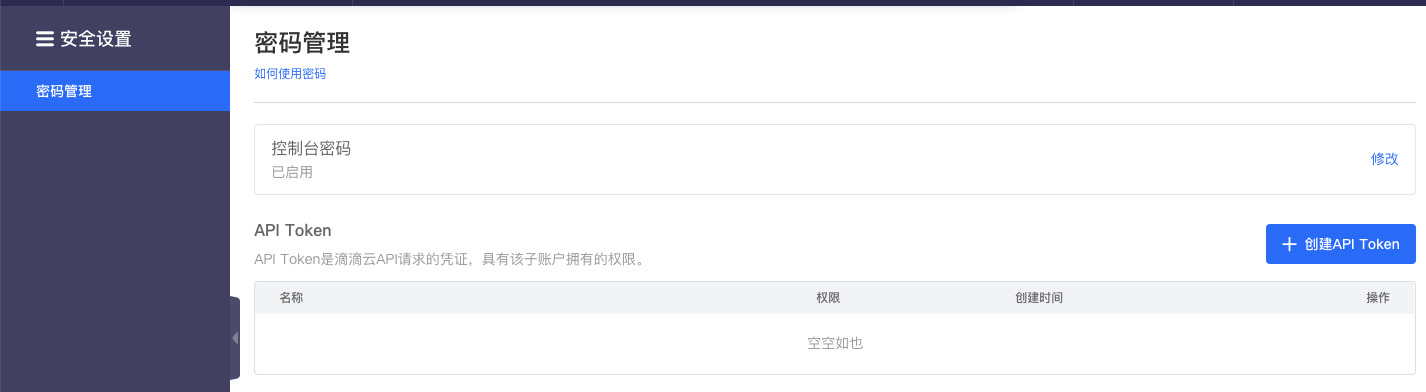 安全设置
密码管理
密码管理
如何使用密码
控制台密码
已启用
修改
API Token
API Token是滴滴云API请求的凭证，具有该子账户拥有的权限。
创建API Token
名称 权限 创建时间 操作
空空如也